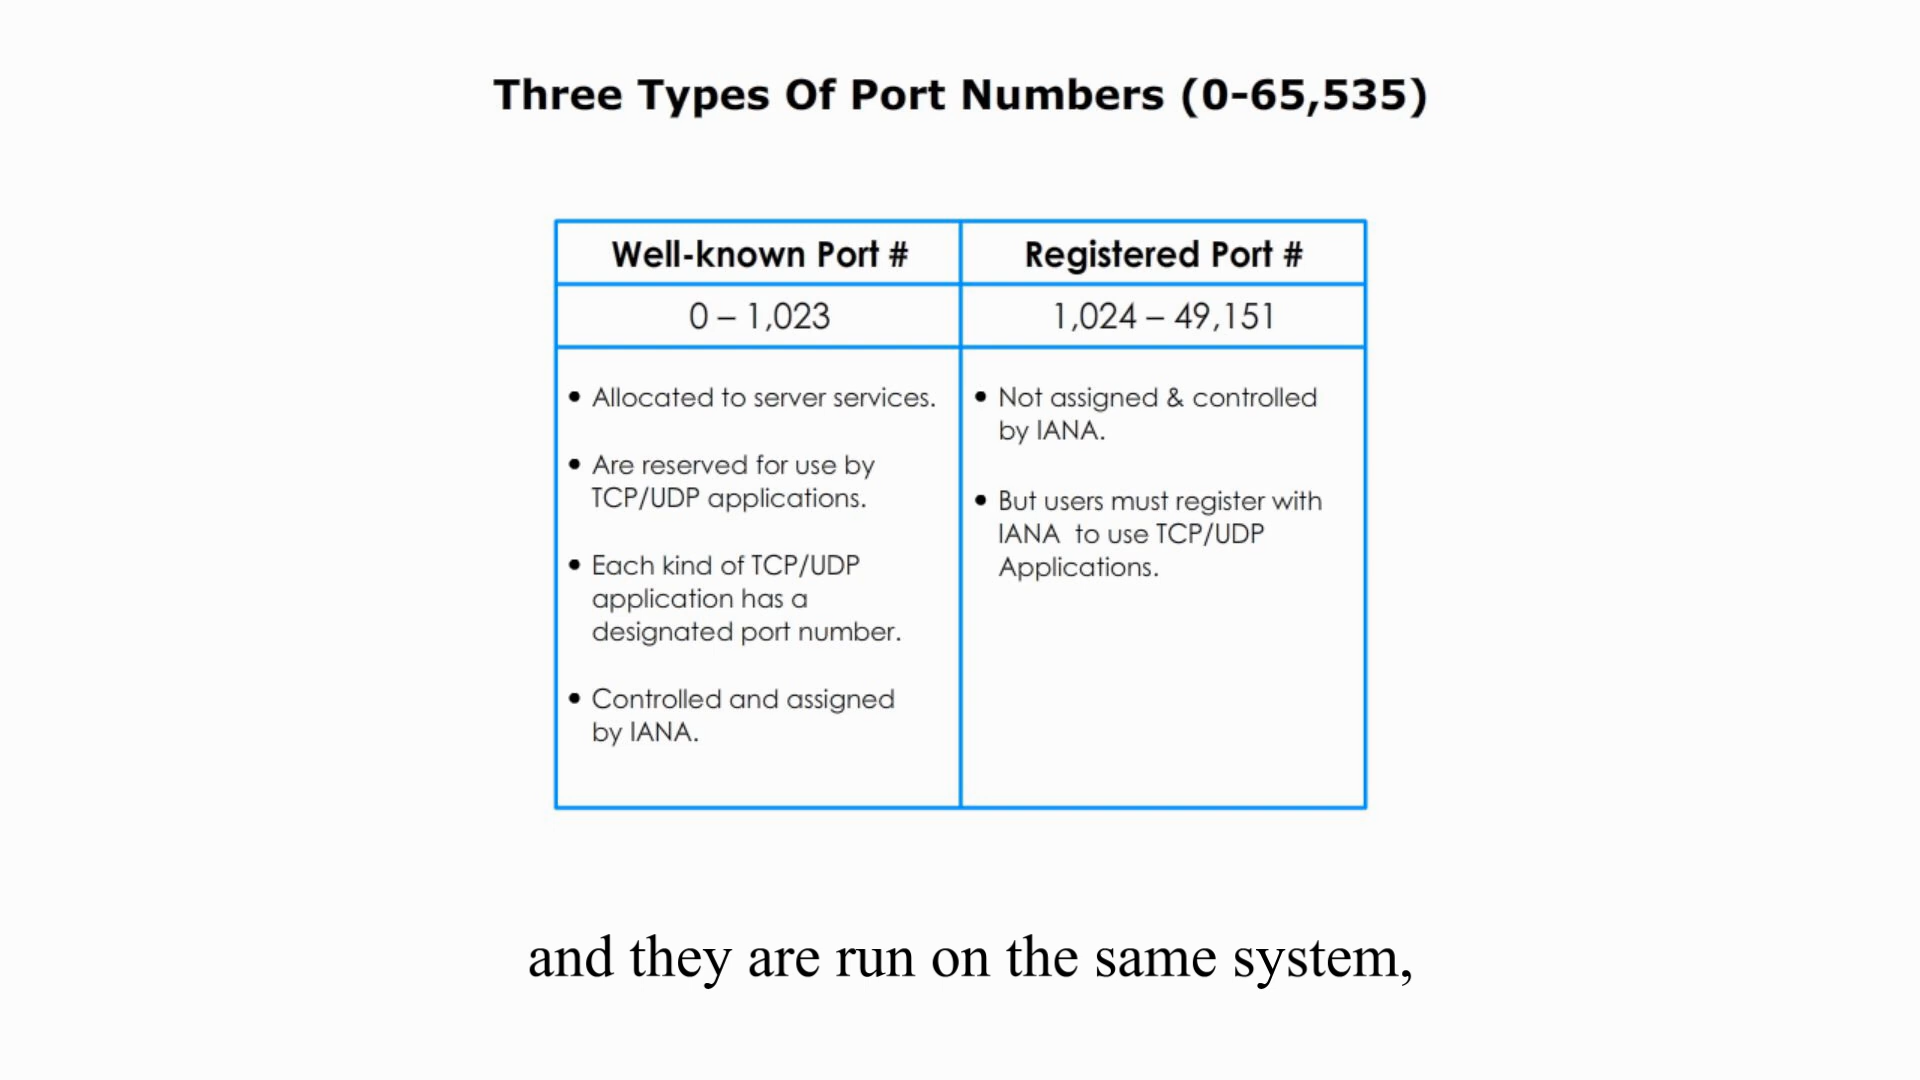 Three Types Of Port Numbers (0-65,535)
Well-known Port #
Registered Port #
0 – 1,023
1,024 – 49,151
• Allocated to server services.
• Are reserved for use by
TCP/UDP applications.
• Each kind of TCP/UDP
application has a
designated port number.
• Controlled and assigned
by IANA.
• Not assigned & controlled
by IANA.
• But users must register with
IANA to use TCP/UDP
Applications.
and they are run on the same system,